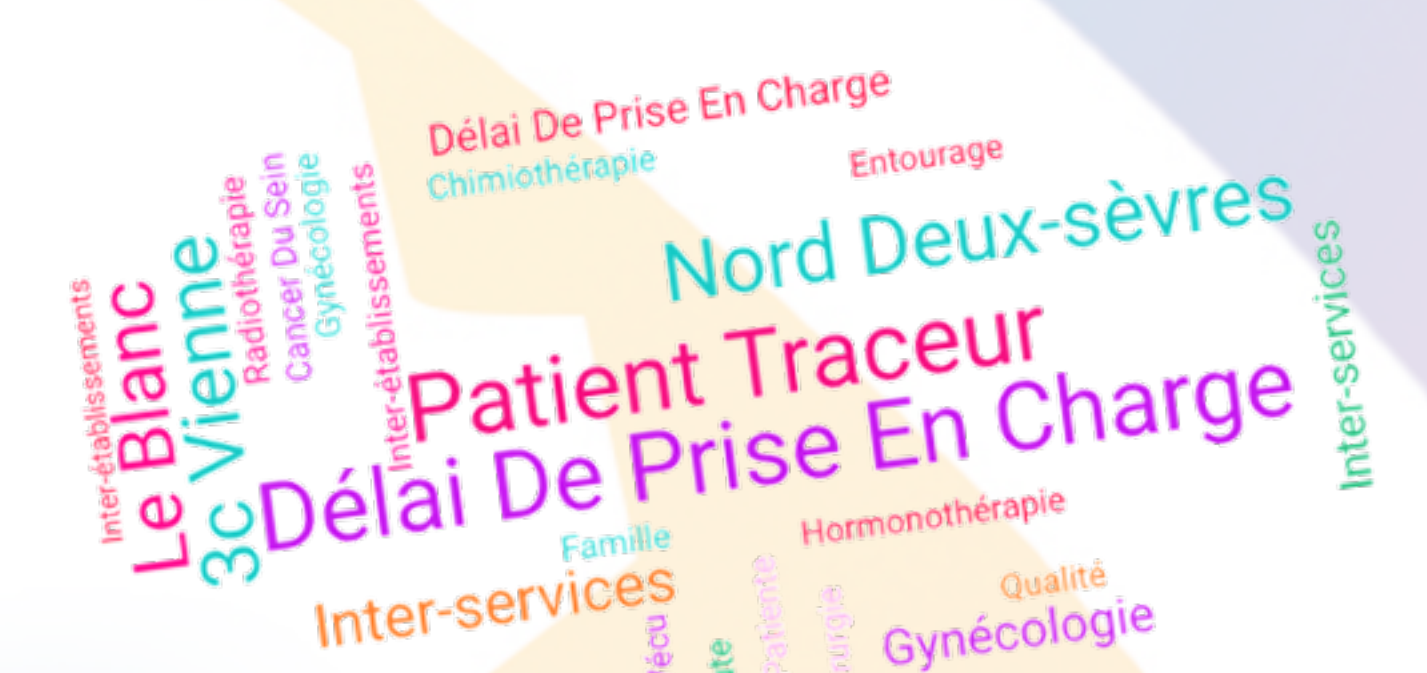 Délai De Prise En Charge
Chimiothérapie
Entourage
Nord Deux-sèvres
Inter-établissements
Le Blanc
3c Vienne
Radiothérapie
Cancer Du Sein
Gynécologie
Inter-établissements
Patient Traceur
Délai De Prise En Charge
Inter-services
Hormonothérapie
Famille
Inter-services
Qualité
Gynécologie
Patiente